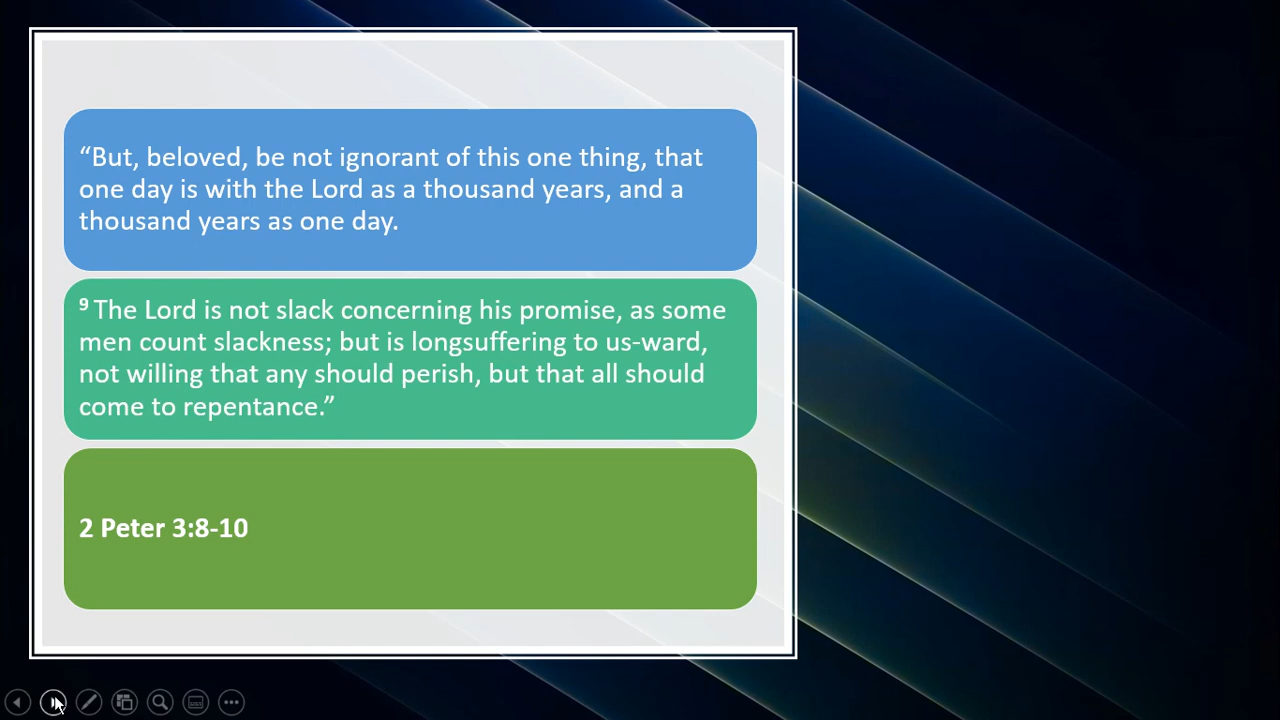 “But, beloved, be not ignorant of this one thing, that
one day is with the Lord as a thousand years, and a
thousand years as one day.
9 The Lord is not slack concerning his promise, as some
men count slackness; but is longsuffering to us-ward,
not willing that any should perish, but that all should
come to repentance.”
2 Peter 3:8-10